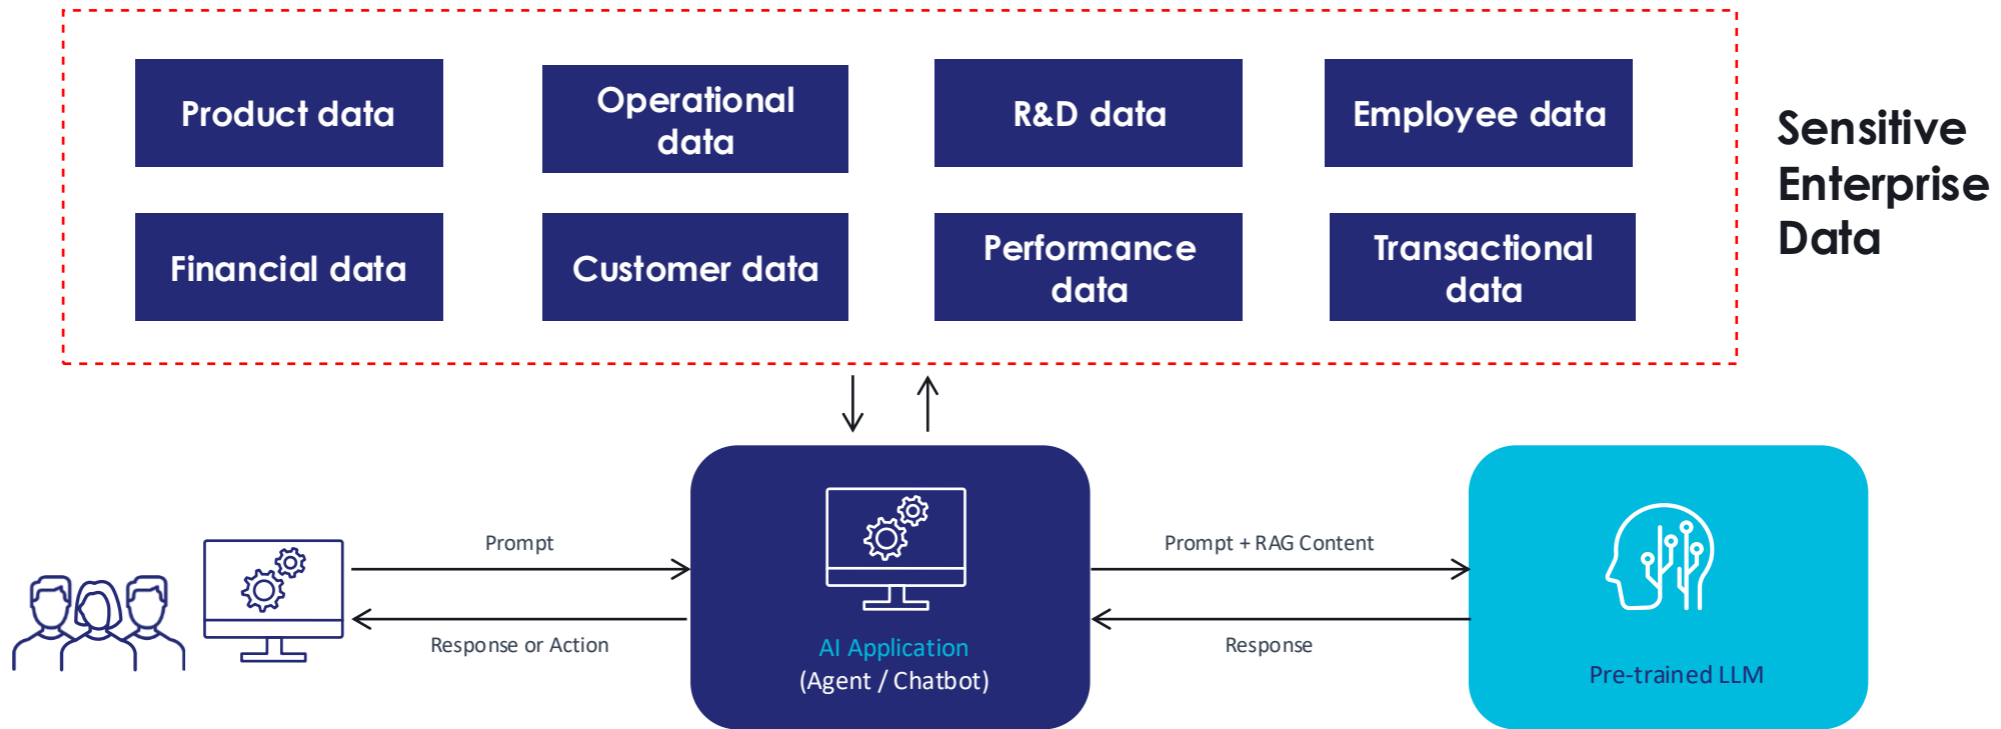 Product data
Operational
data
R&D data
Employee data
Financial data
Customer data
Performance
data
Transactional
data
Sensitive
Enterprise
Data
Prompt
Response or Action
AI Application
(Agent / Chatbot)
Prompt + RAG Content
Response
Pre-trained LLM